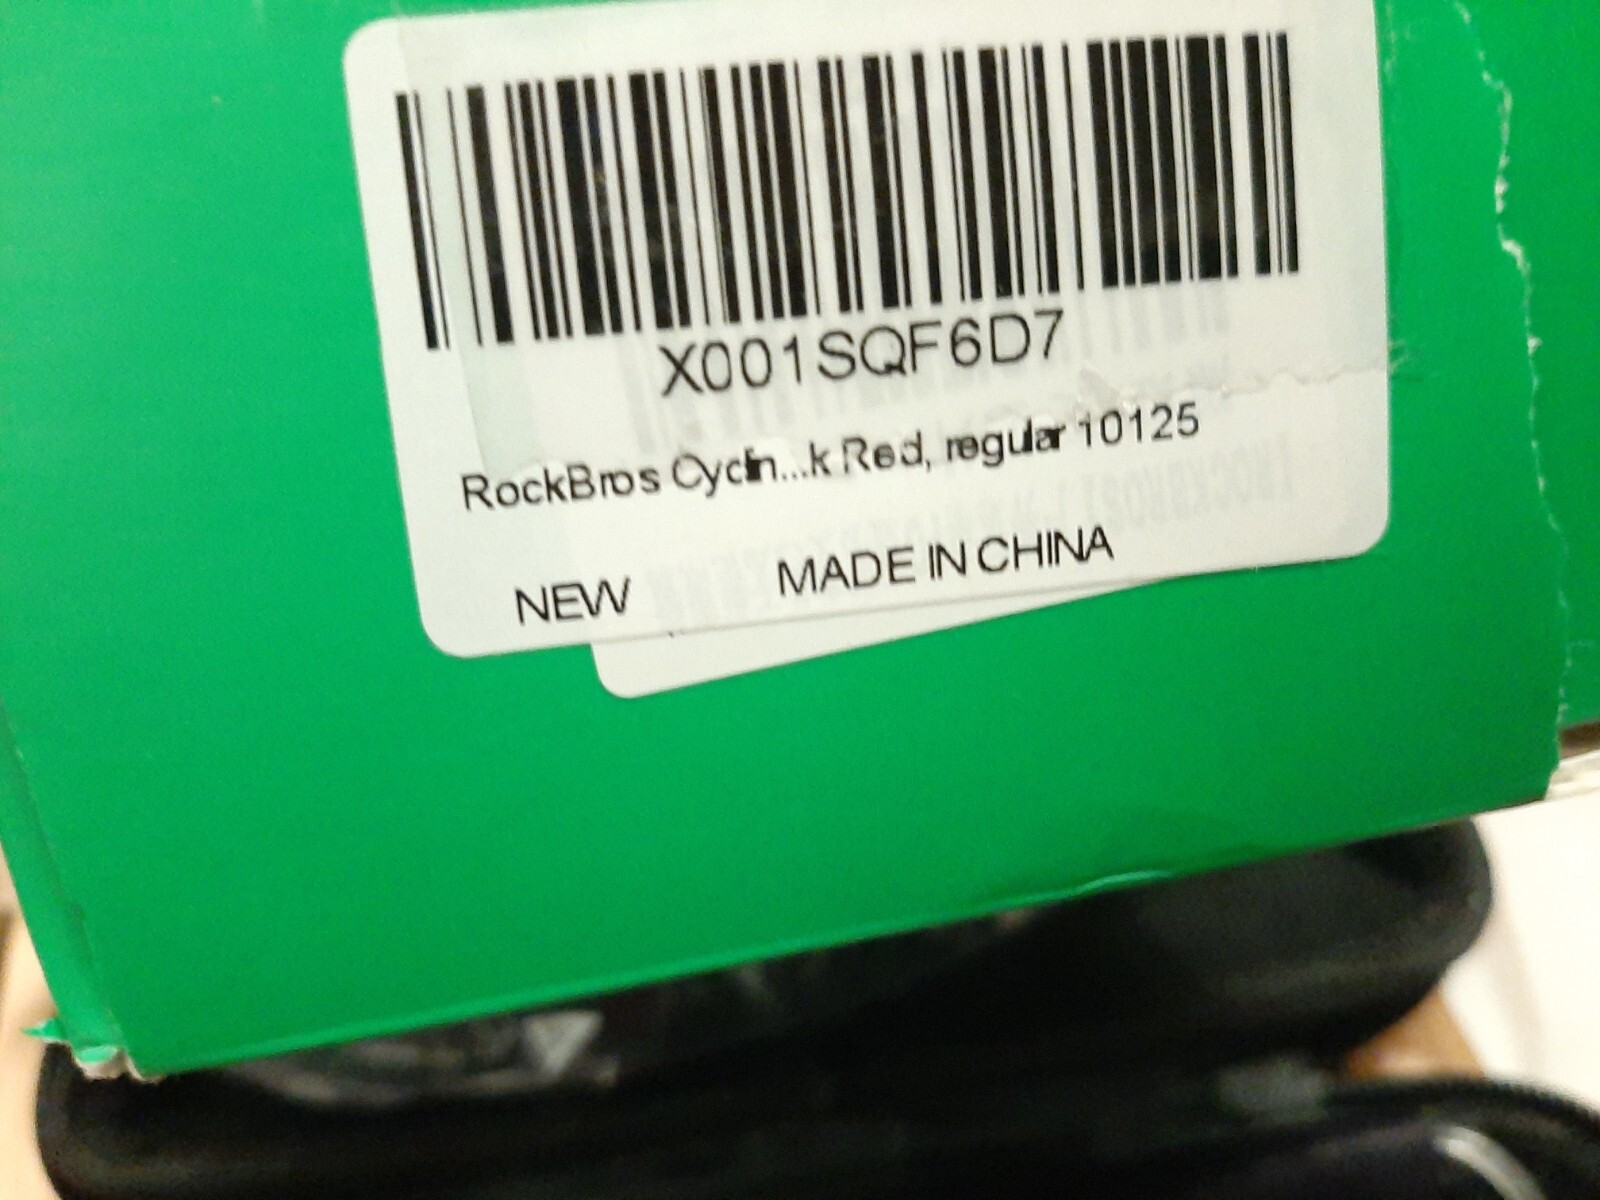 X001SQF6D7
RockBros Cyclin...k Red, regular 10125
NEW MADE IN CHINA